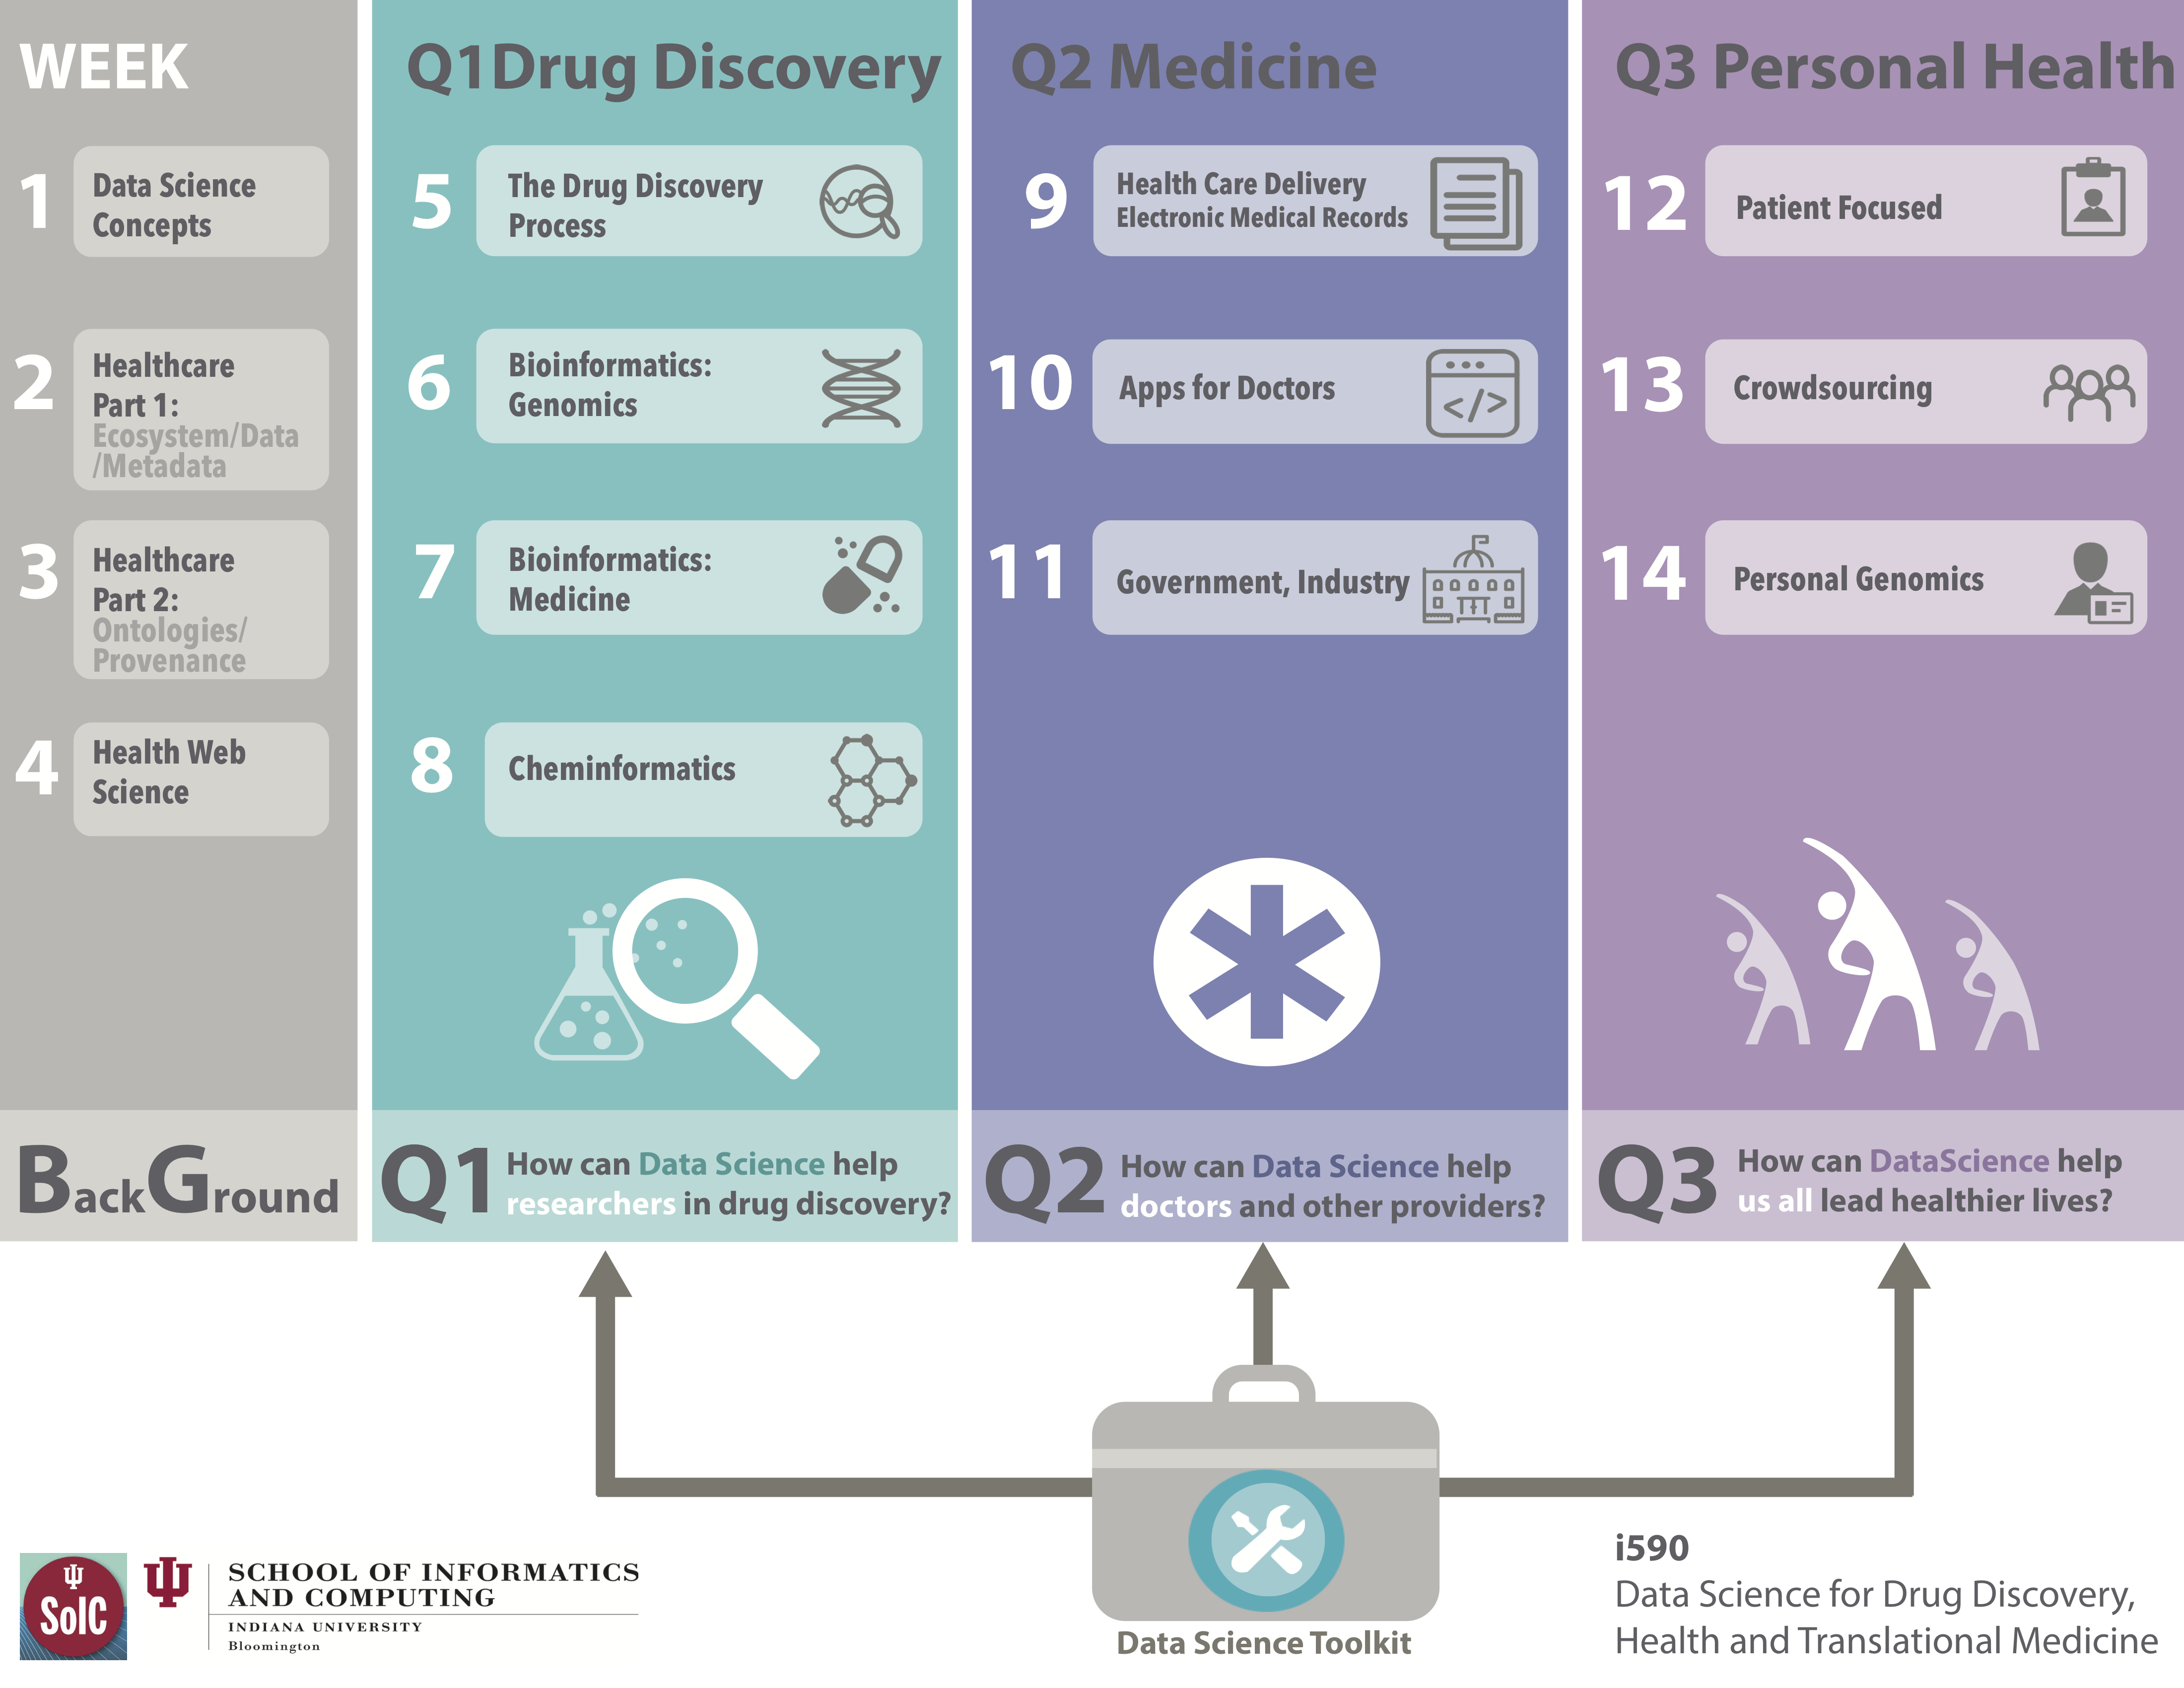 WEEK
1
Data Science
Concepts
2
Healthcare
Part 1:
Ecosystem/Data
/Metadata
3
Healthcare
Part 2:
Ontologies/
Provenance
4
Health Web
Science
BackGround
Q1Drug Discovery
5
The Drug Discovery
Process
6
Bioinformatics:
Genomics
7
Bioinformatics:
Medicine
8
Cheminformatics
Q1
How can Data Science help
researchers in drug discovery?
Q2 Medicine
9
Health Care Delivery
Electronic Medical Records
10
Apps for Doctors
</>
11
Government, Industry
Q2
How can Data Science help
doctors and other providers?
Q3 Personal Health
12
Patient Focused
13
Crowdsourcing
14
Personal Genomics
Q3
How can DataScience help
us all lead healthier lives?
Data Science Toolkit
SoIC
SCHOOL OF INFORMATICS
AND COMPUTING
INDIANA UNIVERSITY
Bloomington
i590
Data Science for Drug Discovery,
Health and Translational Medicine